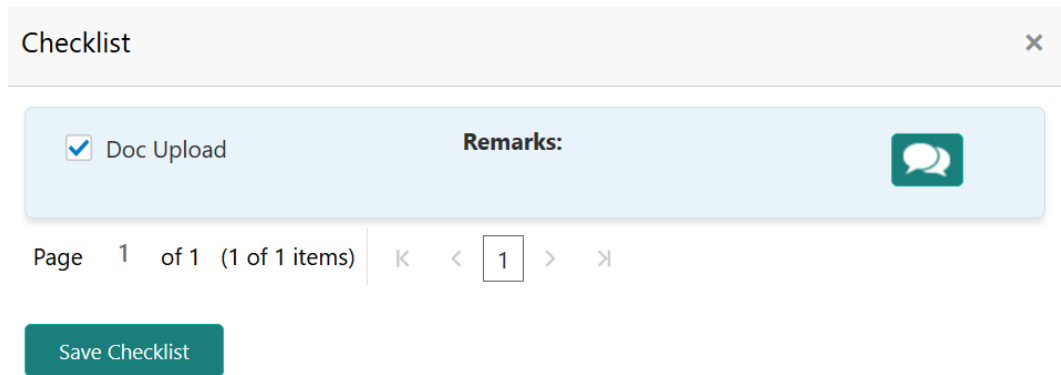 Checklist
Doc Upload Remarks:
Page 1 of 1 (1 of 1 items) 1
Save Checklist